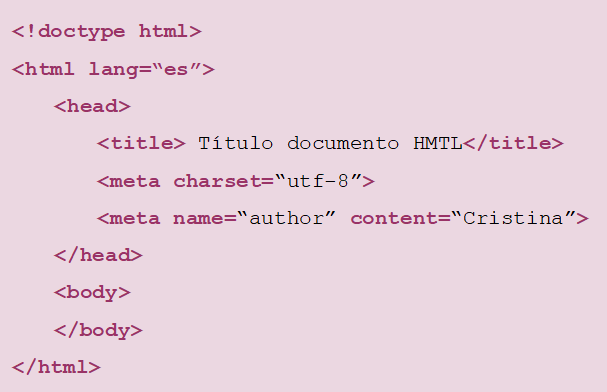 <!doctype html>
<html lang=“es”>
<head>
<title> Título documento HMTL</title>
<meta charset=“utf-8”>
<meta name=“author” content=“Cristina”>
</head>
<body>
</body>
</html>